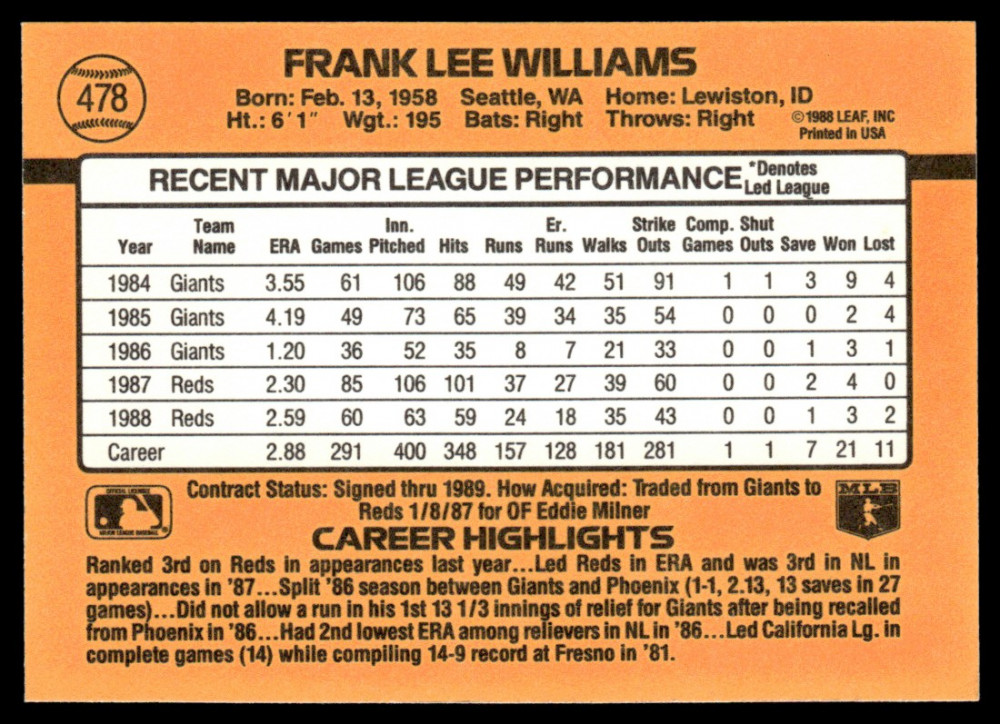 FRANK LEE WILLIAMS
478
Born: Feb. 13, 1958 Seattle, WA Home: Lewiston, ID
Ht.: 6'1" Wgt.: 195 Bats: Right Throws: Right
©1988 LEAF, INC
Printed in USA
RECENT MAJOR LEAGUE PERFORMANCE *Denotes Led League
Year Team Name ERA Games Inn. Pitched Hits Runs Er. Runs Walks Strike Outs Comp. Games Shut Outs Save Won Lost
1984 Giants 3.55 61 106 88 49 42 51 91 1 1 3 9 4
1985 Giants 4.19 49 73 65 39 34 35 54 0 0 0 2 4
1986 Giants 1.20 36 52 35 8 7 21 33 0 0 1 3 1
1987 Reds 2.30 85 106 101 37 27 39 60 0 0 2 4 0
1988 Reds 2.59 60 63 59 24 18 35 43 0 0 1 3 2
Career 2.88 291 400 348 157 128 181 281 1 1 7 21 11
OFFICIAL LICENSEE
MAJOR LEAGUE BASEBALL
Contract Status: Signed thru 1989. How Acquired: Traded from Giants to
Reds 1/8/87 for OF Eddie Milner
MLB
CAREER HIGHLIGHTS
Ranked 3rd on Reds in appearances last year...Led Reds in ERA and was 3rd in NL in
appearances in '87...Split '86 season between Giants and Phoenix (1-1, 2.13, 13 saves in 27
games)...Did not allow a run in his 1st 13 1/3 innings of relief for Giants after being recalled
from Phoenix in '86...Had 2nd lowest ERA among relievers in NL in '86...Led California Lg. in
complete games (14) while compiling 14-9 record at Fresno in '81.